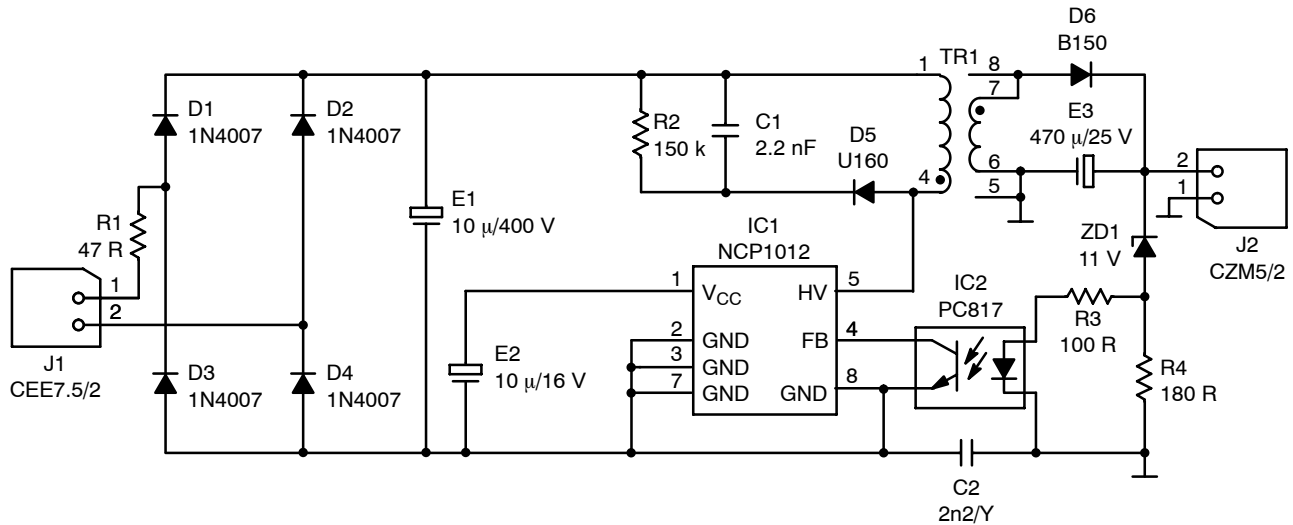 D6
B150
TR1
1
8
7
D1
1N4007
D2
1N4007
R2
150 k
C1
2.2 nF
D5
U160
E3
470 μ/25 V
4
6
5
2
1
J2
CZM5/2
R1
47 R
E1
10 μ/400 V
IC1
NCP1012
ZD1
11 V
1
2
J1
CEE7.5/2
1
VCC
HV
5
IC2
PC817
R3
100 R
2
GND
FB
4
3
GND
7
GND
GND
8
E2
10 μ/16 V
D3
1N4007
D4
1N4007
R4
180 R
C2
2n2/Y